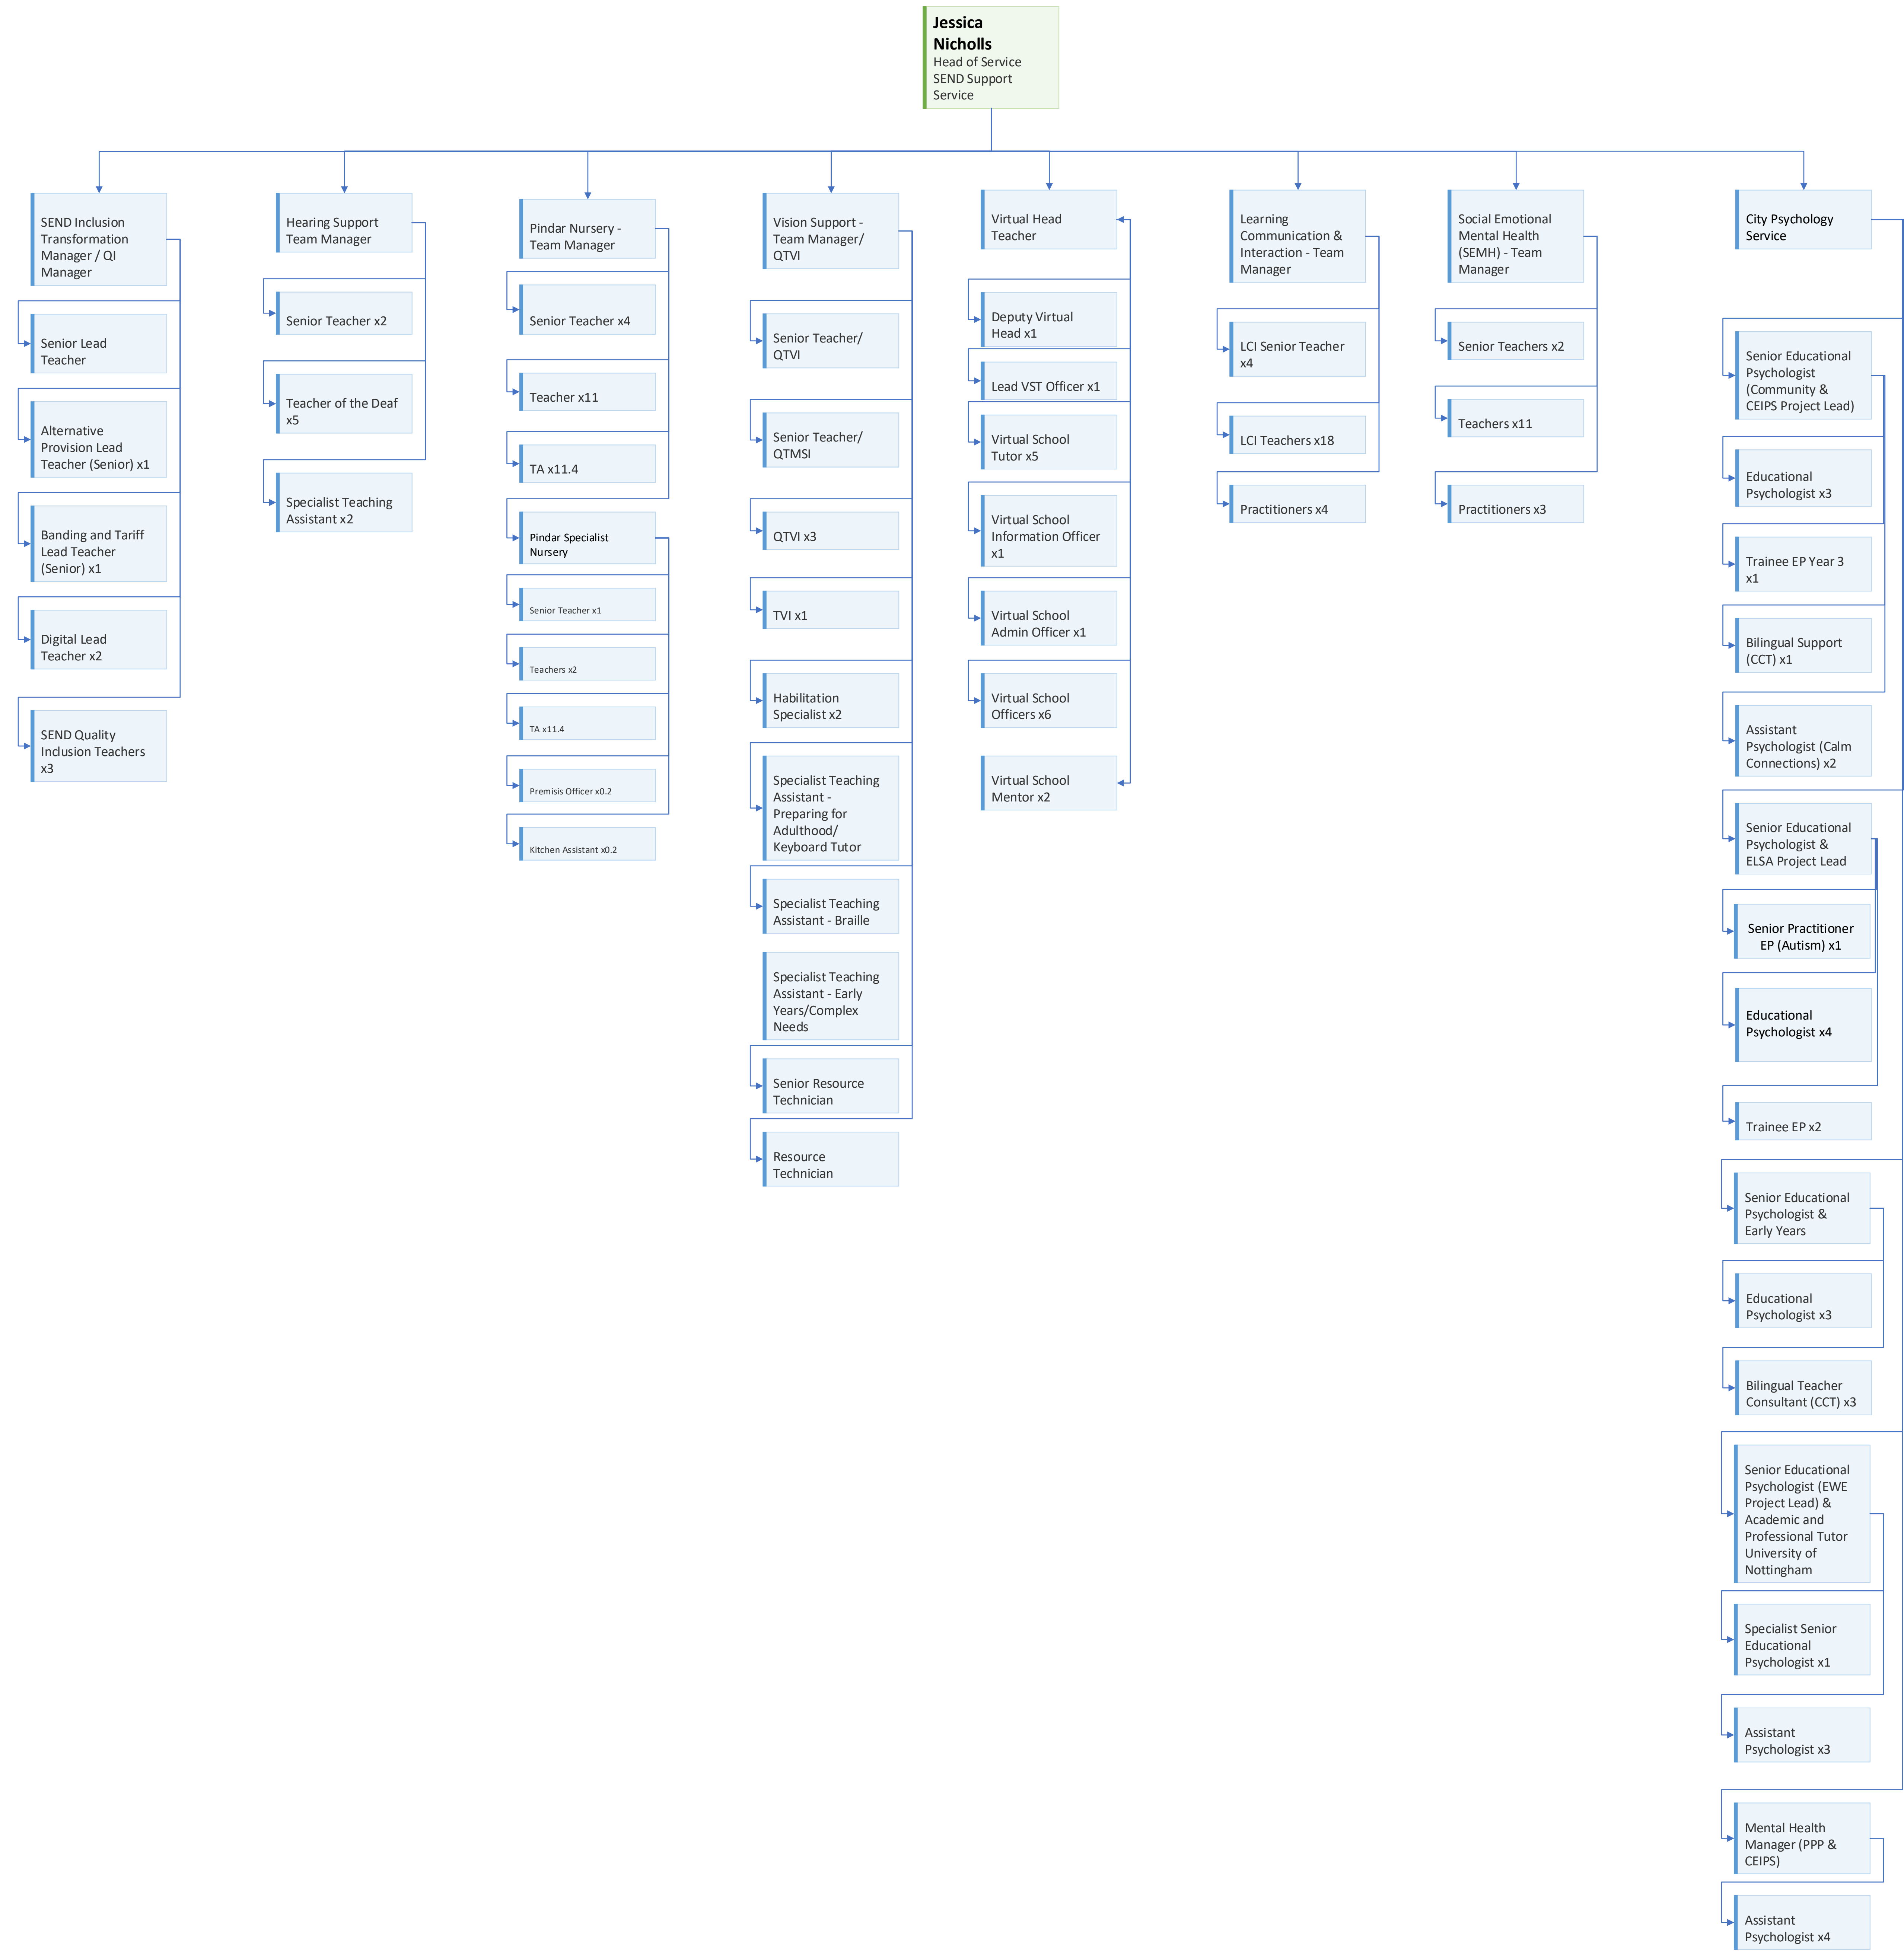 Jessica
Nicholls
Head of Service
SEND Support
Service
SEND Inclusion
Transformation
Manager / QI
Manager
Senior Lead
Teacher
Alternative
Provision Lead
Teacher (Senior) x1
Banding and Tariff
Lead Teacher
(Senior) x1
Digital Lead
Teacher x2
SEND Quality
Inclusion Teachers
x3
Hearing Support
Team Manager
Senior Teacher x2
Teacher of the Deaf
x5
Specialist Teaching
Assistant x2
Pindar Nursery -
Team Manager
Senior Teacher x4
Teacher x11
TA x11.4
Pindar Specialist
Nursery
Senior Teacher x1
Teachers x2
TA x11.4
Premisis Officer x0.2
Kitchen Assistant x0.2
Vision Support -
Team Manager/
QTVI
Senior Teacher/
QTVI
Senior Teacher/
QTMSI
QTVI x3
TVI x1
Habilitation
Specialist x2
Specialist Teaching
Assistant -
Preparing for
Adulthood/
Keyboard Tutor
Specialist Teaching
Assistant - Braille
Specialist Teaching
Assistant - Early
Years/Complex
Needs
Senior Resource
Technician
Resource
Technician
Virtual Head
Teacher
Deputy Virtual
Head x1
Lead VST Officer x1
Virtual School
Tutor x5
Virtual School
Information Officer
x1
Virtual School
Admin Officer x1
Virtual School
Officers x6
Virtual School
Mentor x2
Learning
Communication &
Interaction - Team
Manager
LCI Senior Teacher
x4
LCI Teachers x18
Practitioners x4
Social Emotional
Mental Health
(SEMH) - Team
Manager
Senior Teachers x2
Teachers x11
Practitioners x3
City Psychology
Service
Senior Educational
Psychologist
(Community &
CEIPS Project Lead)
Educational
Psychologist x3
Trainee EP Year 3
x1
Bilingual Support
(CCT) x1
Assistant
Psychologist (Calm
Connections) x2
Senior Educational
Psychologist &
ELSA Project Lead
Senior Practitioner
EP (Autism) x1
Educational
Psychologist x4
Trainee EP x2
Senior Educational
Psychologist &
Early Years
Educational
Psychologist x3
Bilingual Teacher
Consultant (CCT) x3
Senior Educational
Psychologist (EWE
Project Lead) &
Academic and
Professional Tutor
University of
Nottingham
Specialist Senior
Educational
Psychologist x1
Assistant
Psychologist x3
Mental Health
Manager (PPP &
CEIPS)
Assistant
Psychologist x4